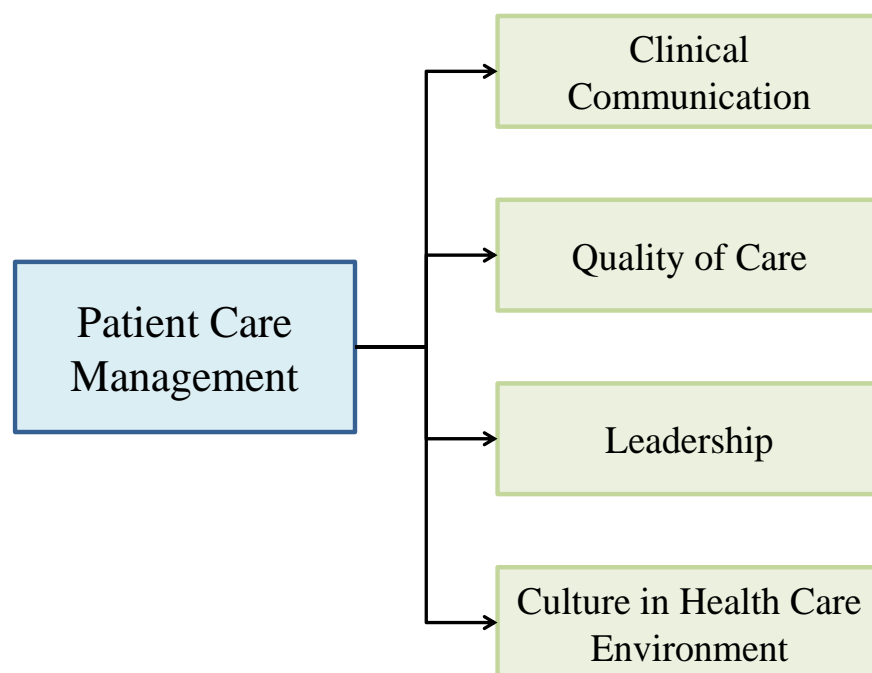 Clinical
Communication
Quality of Care
Patient Care
Management
Leadership
Culture in Health Care
Environment